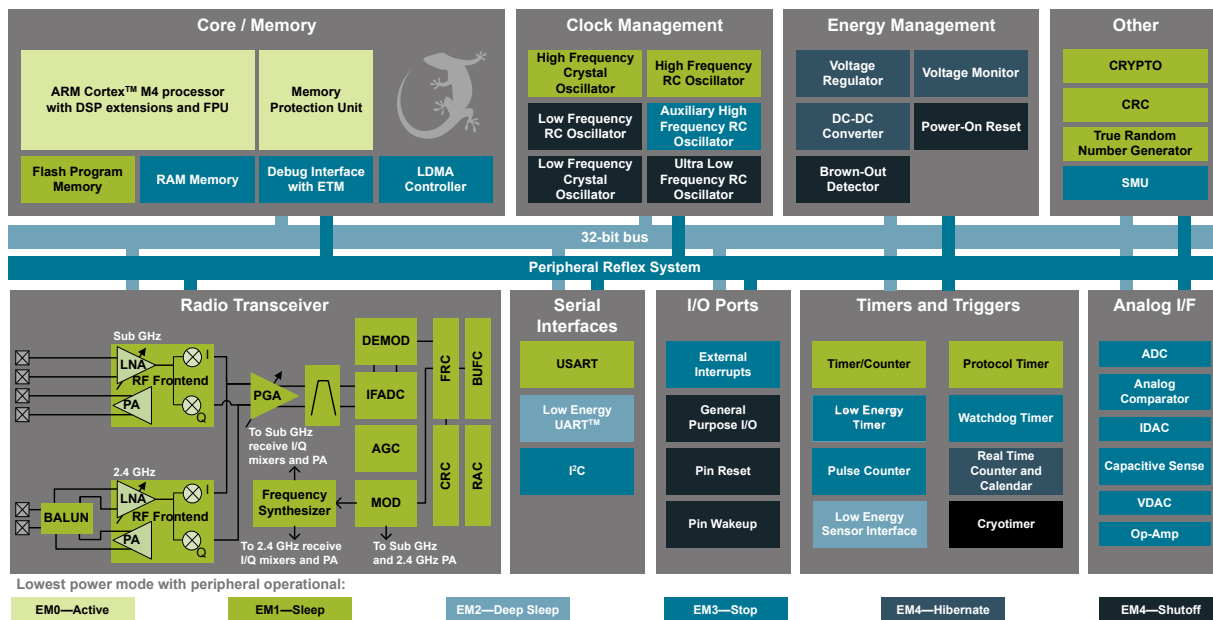 Core / Memory
ARM Cortex™ M4 processor
with DSP extensions and FPU
Memory
Protection Unit
Flash Program
Memory
RAM Memory
Debug Interface
with ETM
LDMA
Controller
Clock Management
High Frequency
Crystal
Oscillator
High Frequency
RC Oscillator
Low Frequency
RC Oscillator
Auxiliary High
Frequency RC
Oscillator
Low Frequency
Crystal
Oscillator
Ultra Low
Frequency RC
Oscillator
Energy Management
Voltage
Regulator
Voltage Monitor
DC-DC
Converter
Power-On Reset
Brown-Out
Detector
Other
CRYPTO
CRC
True Random
Number Generator
SMU
32-bit bus
Peripheral Reflex System
Radio Transceiver
Sub GHz
LNA
RF Frontend
PA
I
Q
PGA
To Sub GHz
receive I/Q
mixers and PA
DEMOD
IFADC
AGC
MOD
FRC
BUFC
CRC
RAC
2.4 GHz
BALUN
LNA
RF Frontend
PA
I
Q
Frequency
Synthesizer
To 2.4 GHz receive
I/Q mixers and PA
To Sub GHz
and 2.4 GHz PA
Serial
Interfaces
USART
Low Energy
UART™
I²C
I/O Ports
External
Interrupts
General
Purpose I/O
Pin Reset
Pin Wakeup
Timers and Triggers
Timer/Counter
Protocol Timer
Low Energy
Timer
Watchdog Timer
Pulse Counter
Real Time
Counter and
Calendar
Low Energy
Sensor Interface
Cryotimer
Analog I/F
ADC
Analog
Comparator
IDAC
Capacitive Sense
VDAC
Op-Amp
Lowest power mode with peripheral operational:
EM0—Active
EM1—Sleep
EM2—Deep Sleep
EM3—Stop
EM4—Hibernate
EM4—Shutoff